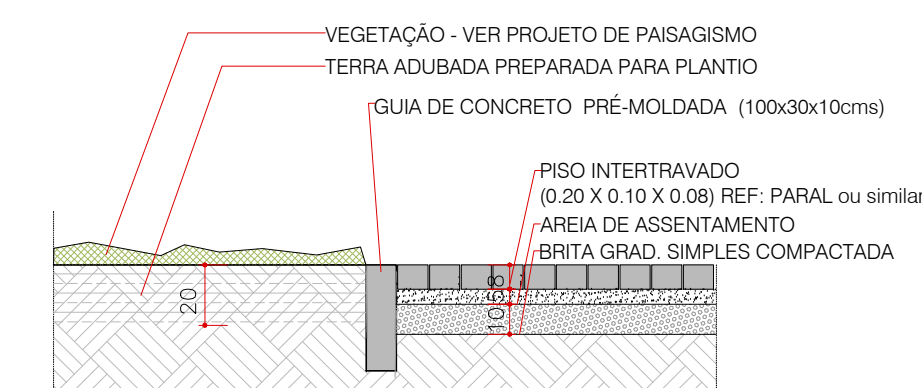 VEGETAÇÃO - VER PROJETO DE PAISAGISMO
TERRA ADUBADA PREPARADA PARA PLANTIO
GUIA DE CONCRETO PRÉ-MOLDADA (100x30x10cms)
PISO INTERTRAVADO
(0.20 X 0.10 X 0.08) REF: PARAL ou similar
AREIA DE ASSENTAMENTO
BRITA GRAD. SIMPLES COMPACTADA
20
8
5
10